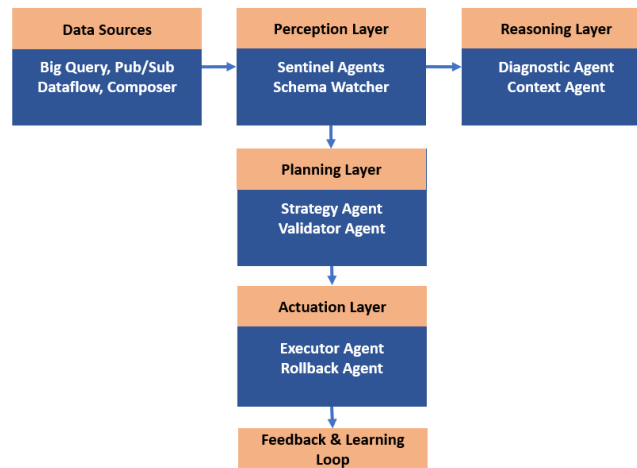 Data Sources
Big Query, Pub/Sub
Dataflow, Composer
Perception Layer
Sentinel Agents
Schema Watcher
Reasoning Layer
Diagnostic Agent
Context Agent
Planning Layer
Strategy Agent
Validator Agent
Actuation Layer
Executor Agent
Rollback Agent
Feedback & Learning
Loop